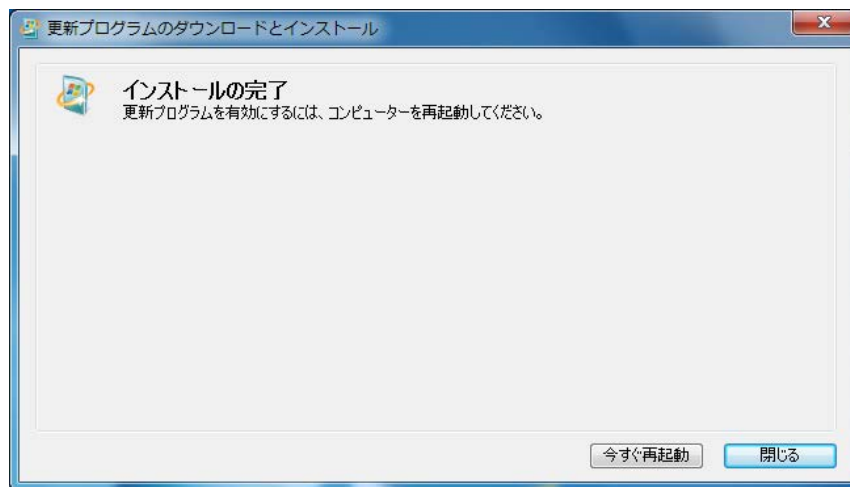 更新プログラムのダウンロードとインストール
インストールの完了
更新プログラムを有効にするには、コンピューターを再起動してください。
今すぐ再起動
閉じる